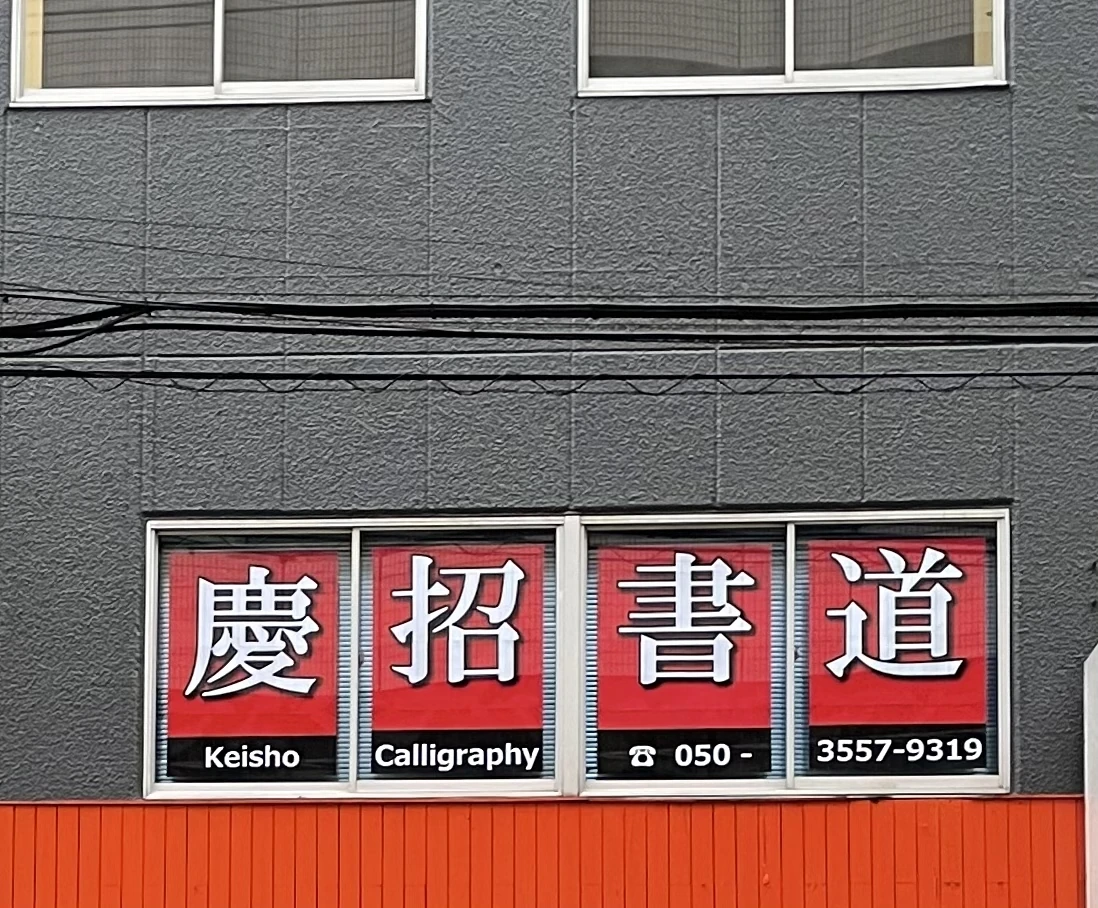 慶招書道
Keisho Calligraphy ☎ 050 - 3557-9319